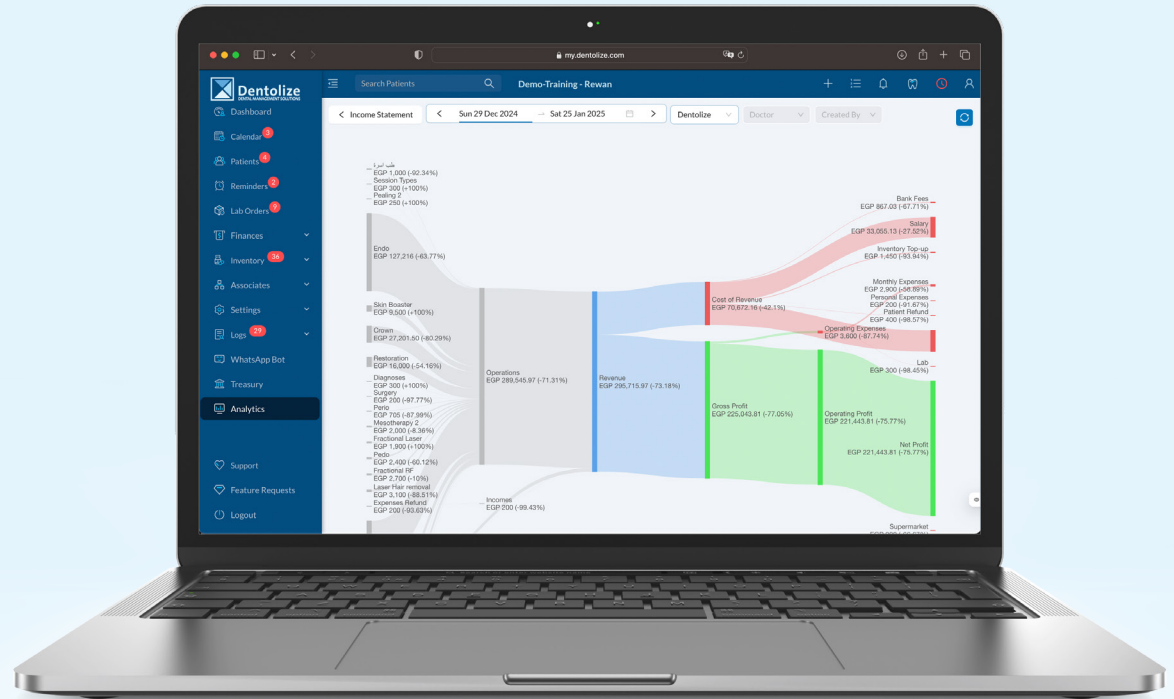 my.dentolize.com
Dentolize
DENTAL MANAGEMENT SOLUTIONS
Search Patients
Demo-Training - Rewan
Dashboard
Calendar 3
Patients 4
Reminders 2
Lab Orders 9
Finances
Inventory 36
Associates
Settings
Logs 29
WhatsApp Bot
Treasury
Analytics
Support
Feature Requests
Logout
Income Statement
Sun 29 Dec 2024 → Sat 25 Jan 2025
Dentolize
Doctor
Created By
EGP 1,000 (-92.34%)
Session Types
EGP 300 (+100%)
Pealing 2
EGP 250 (+100%)
Endo
EGP 127,216 (-63.77%)
Skin Boaster
EGP 9,500 (+100%)
Crown
EGP 27,201.50 (-80.29%)
Restoration
EGP 16,000 (-54.16%)
Diagnoses
EGP 300 (+100%)
Surgery
EGP 200 (-97.77%)
Perio
EGP 705 (-87.99%)
Mesotherapy 2
EGP 2,000 (-8.36%)
Fractional Laser
EGP 1,900 (+100%)
Pedo
EGP 2,400 (-60.12%)
Fractional RF
EGP 2,700 (-10%)
Laser Hair removal
EGP 3,100 (-88.51%)
Expenses Refund
EGP 200 (-93.63%)
Operations
EGP 289,545.97 (-71.31%)
Incomes
EGP 200 (-99.43%)
Revenue
EGP 295,715.97 (-73.18%)
Cost of Revenue
EGP 70,672.16 (-42.1%)
Gross Profit
EGP 225,043.81 (-77.05%)
Bank Fees
EGP 867.03 (-67.71%)
Salary
EGP 33,055.13 (-27.52%)
Inventory Top-up
EGP 1,450 (-93.94%)
Monthly Expenses
EGP 2,900 (-58.89%)
Personal Expenses
EGP 200 (-91.67%)
Patient Refund
EGP 400 (-98.57%)
Operating Expenses
EGP 3,600 (-87.74%)
Lab
EGP 300 (-98.45%)
Operating Profit
EGP 221,443.81 (-75.77%)
Net Profit
EGP 221,443.81 (-75.77%)
Supermarket